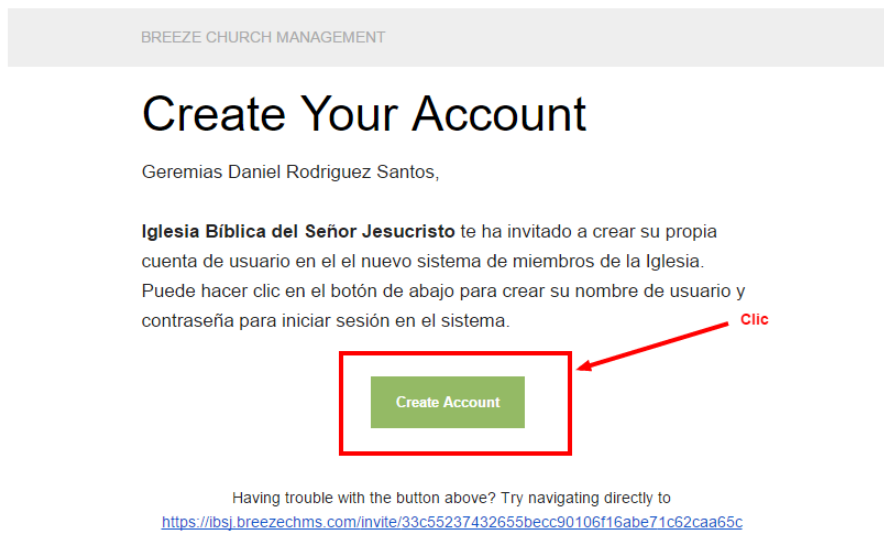 BREEZE CHURCH MANAGEMENT
Create Your Account
Geremias Daniel Rodriguez Santos,
Iglesia Bíblica del Señor Jesucristo te ha invitado a crear su propia
cuenta de usuario en el el nuevo sistema de miembros de la Iglesia.
Puede hacer clic en el botón de abajo para crear su nombre de usuario y
contraseña para iniciar sesión en el sistema.
Clic
Create Account
Having trouble with the button above? Try navigating directly to
https://ibsj.breezechms.com/invite/33c55237432655becc90106f16abe71c62caa65c